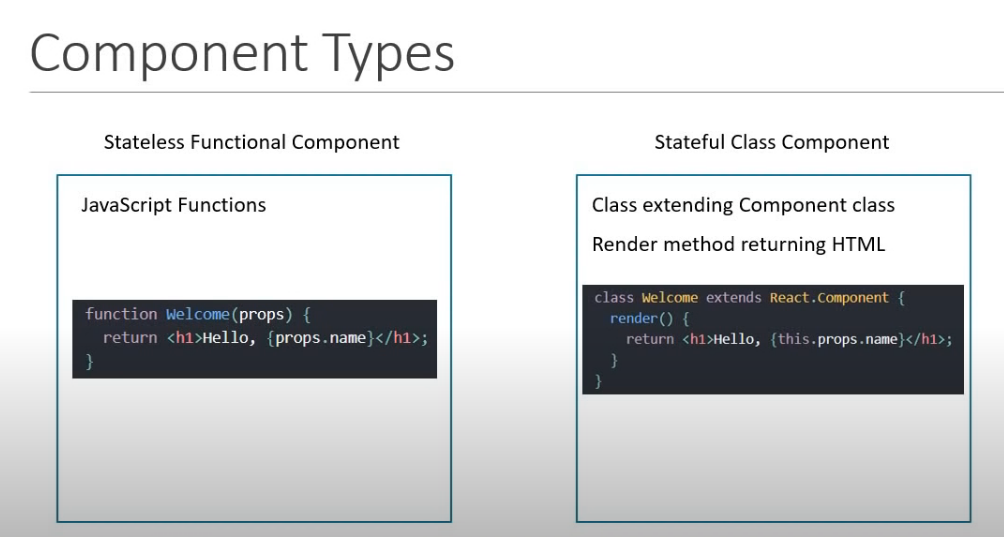 Component Types
Stateless Functional Component
JavaScript Functions
function Welcome(props) {
  return <h1>Hello, {props.name}</h1>;
}
Stateful Class Component
Class extending Component class
Render method returning HTML
class Welcome extends React.Component {
  render() {
    return <h1>Hello, {this.props.name}</h1>;
  }
}